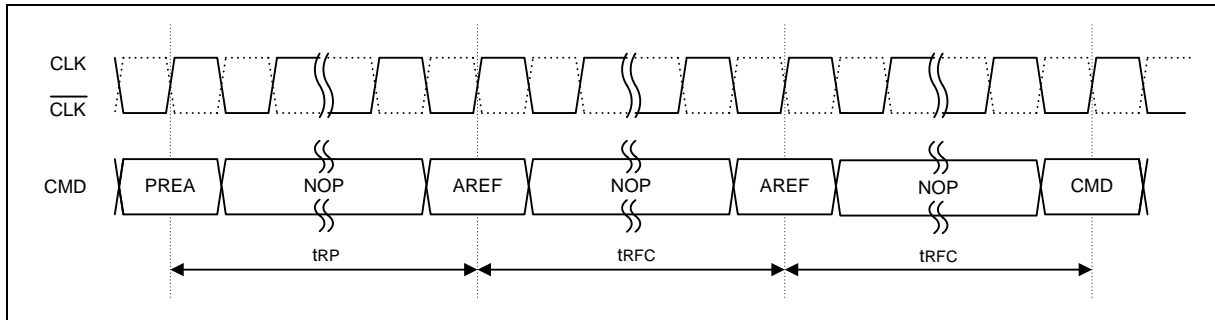 CLK
CLK
CMD
PREA NOP AREF NOP AREF NOP CMD
tRP tRFC tRFC